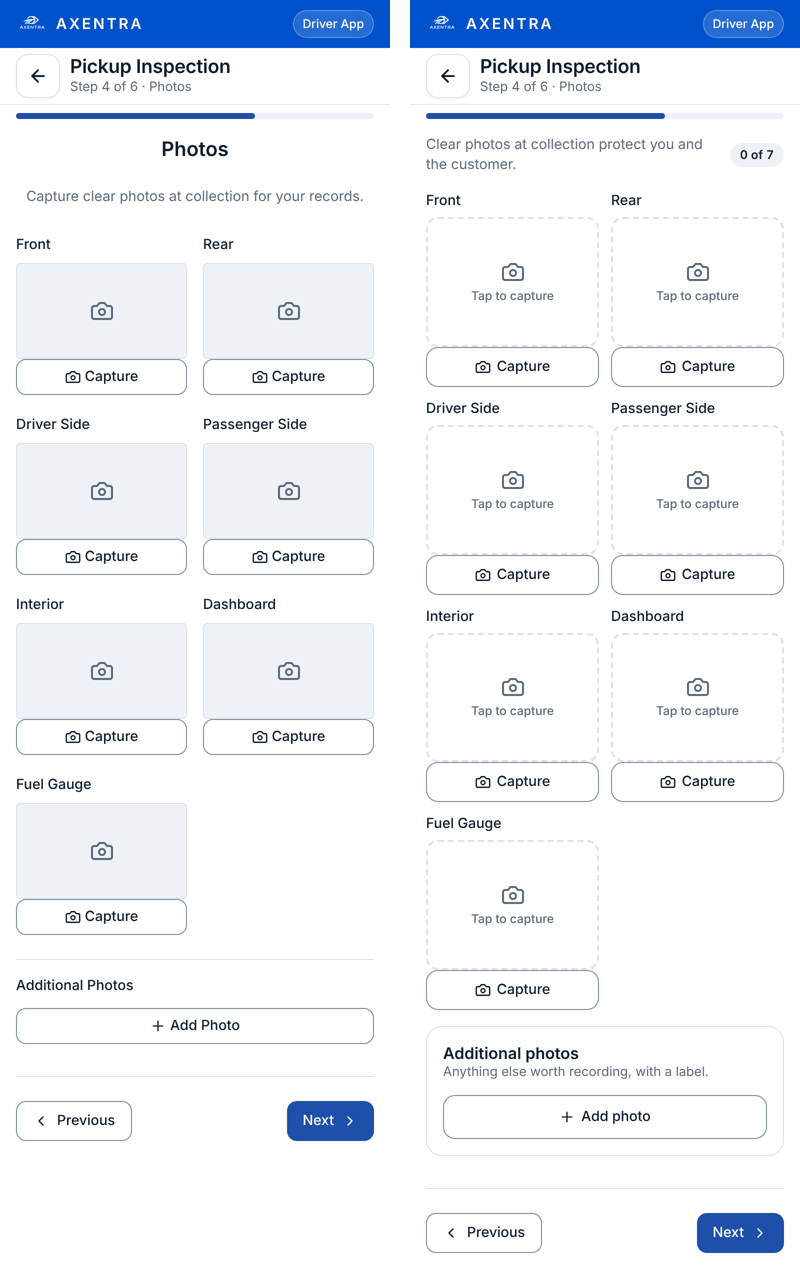 AXENTRA AXENTRA Driver App
Pickup Inspection
Step 4 of 6 · Photos
Photos
Capture clear photos at collection for your records.
Front Rear
Capture Capture
Driver Side Passenger Side
Capture Capture
Interior Dashboard
Capture Capture
Fuel Gauge
Capture
Additional Photos
+ Add Photo
Previous Next
AXENTRA AXENTRA Driver App
Pickup Inspection
Step 4 of 6 · Photos
Clear photos at collection protect you and
the customer.
0 of 7
Front Rear
Tap to capture Tap to capture
Capture Capture
Driver Side Passenger Side
Tap to capture Tap to capture
Capture Capture
Interior Dashboard
Tap to capture Tap to capture
Capture Capture
Fuel Gauge
Tap to capture
Capture
Additional photos
Anything else worth recording, with a label.
+ Add photo
Previous Next